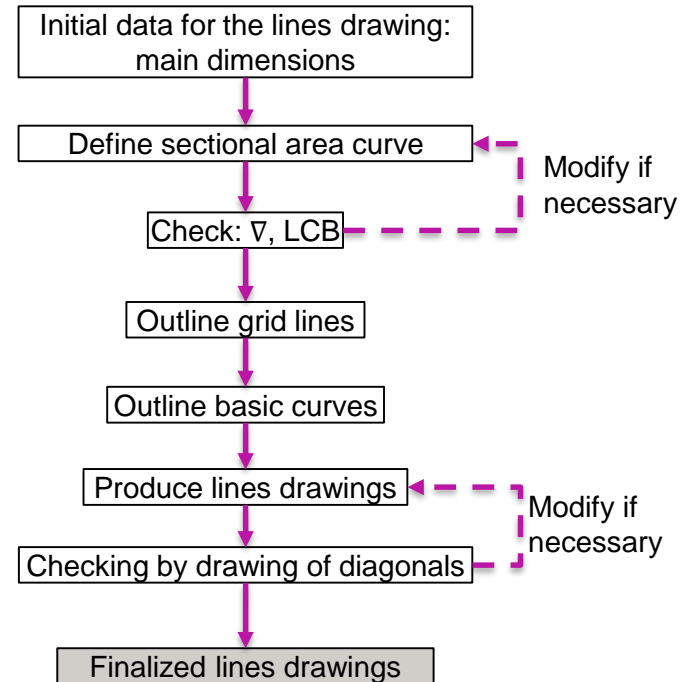 Initial data for the lines drawing:
main dimensions
Define sectional area curve
Modify if
necessary
Check: ∇, LCB
Outline grid lines
Outline basic curves
Produce lines drawings
Modify if
necessary
Checking by drawing of diagonals
Finalized lines drawings